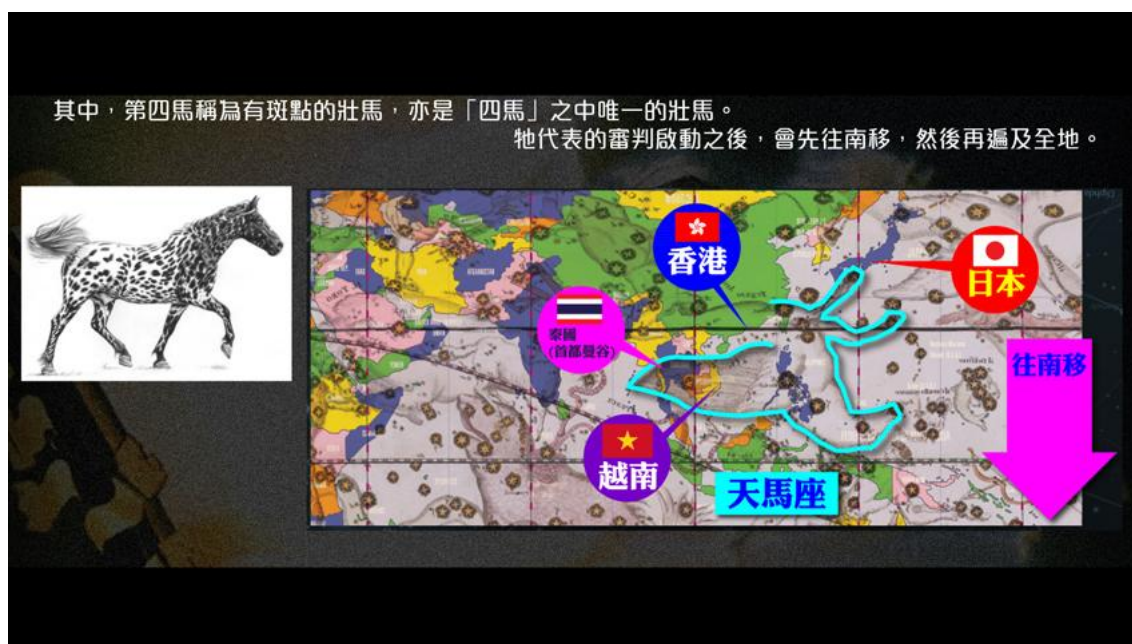 其中，第四馬稱為有斑點的壯馬，亦是「四馬」之中唯一的壯馬。
牠代表的審判啟動之後，會先往南移，然後再遍及全地。
香港
日本
泰國
(首都曼谷)
往南移
越南
天馬座
AFGHANISTAN